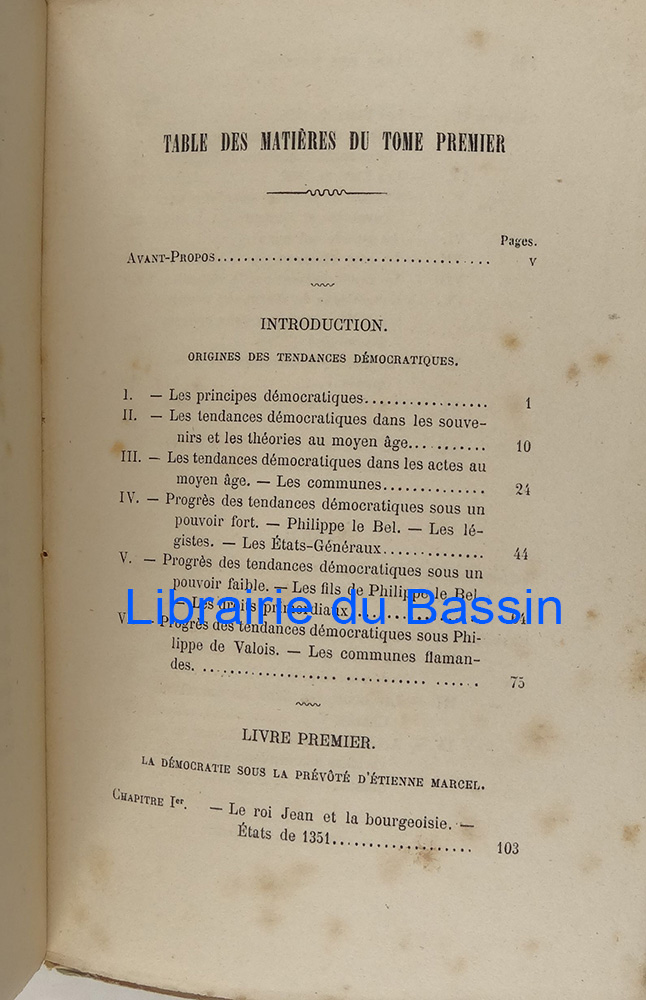 TABLE DES MATIÈRES DU TOME PREMIER
Pages.
AVANT-PROPOS.................................... V
INTRODUCTION.
ORIGINES DES TENDANCES DÉMOCRATIQUES.
I. — Les principes démocratiques................. 1
II. — Les tendances démocratiques dans les souve-
nirs et les théories au moyen âge........... 10
III. — Les tendances démocratiques dans les actes au
moyen âge. — Les communes.............. 24
IV. — Progrès des tendances démocratiques sous un
pouvoir fort. — Philippe le Bel. — Les lé-
gistes. — Les États-Généraux.............. 44
V. — Progrès des tendances démocratiques sous un
pouvoir faible. — Les fils de Philippe le Bel
— Les droits primordiaux
Librairie du Bassin
Progrès des tendances démocratiques sous Phi-
lippe de Valois. — Les communes flaman-
des. .................. ........... ...... 75
LIVRE PREMIER.
LA DÉMOCRATIE SOUS LA PRÉVÔTÉ D'ÉTIENNE MARCEL.
CHAPITRE Ier. — Le roi Jean et la bourgeoisie. —
États de 1351................... 103